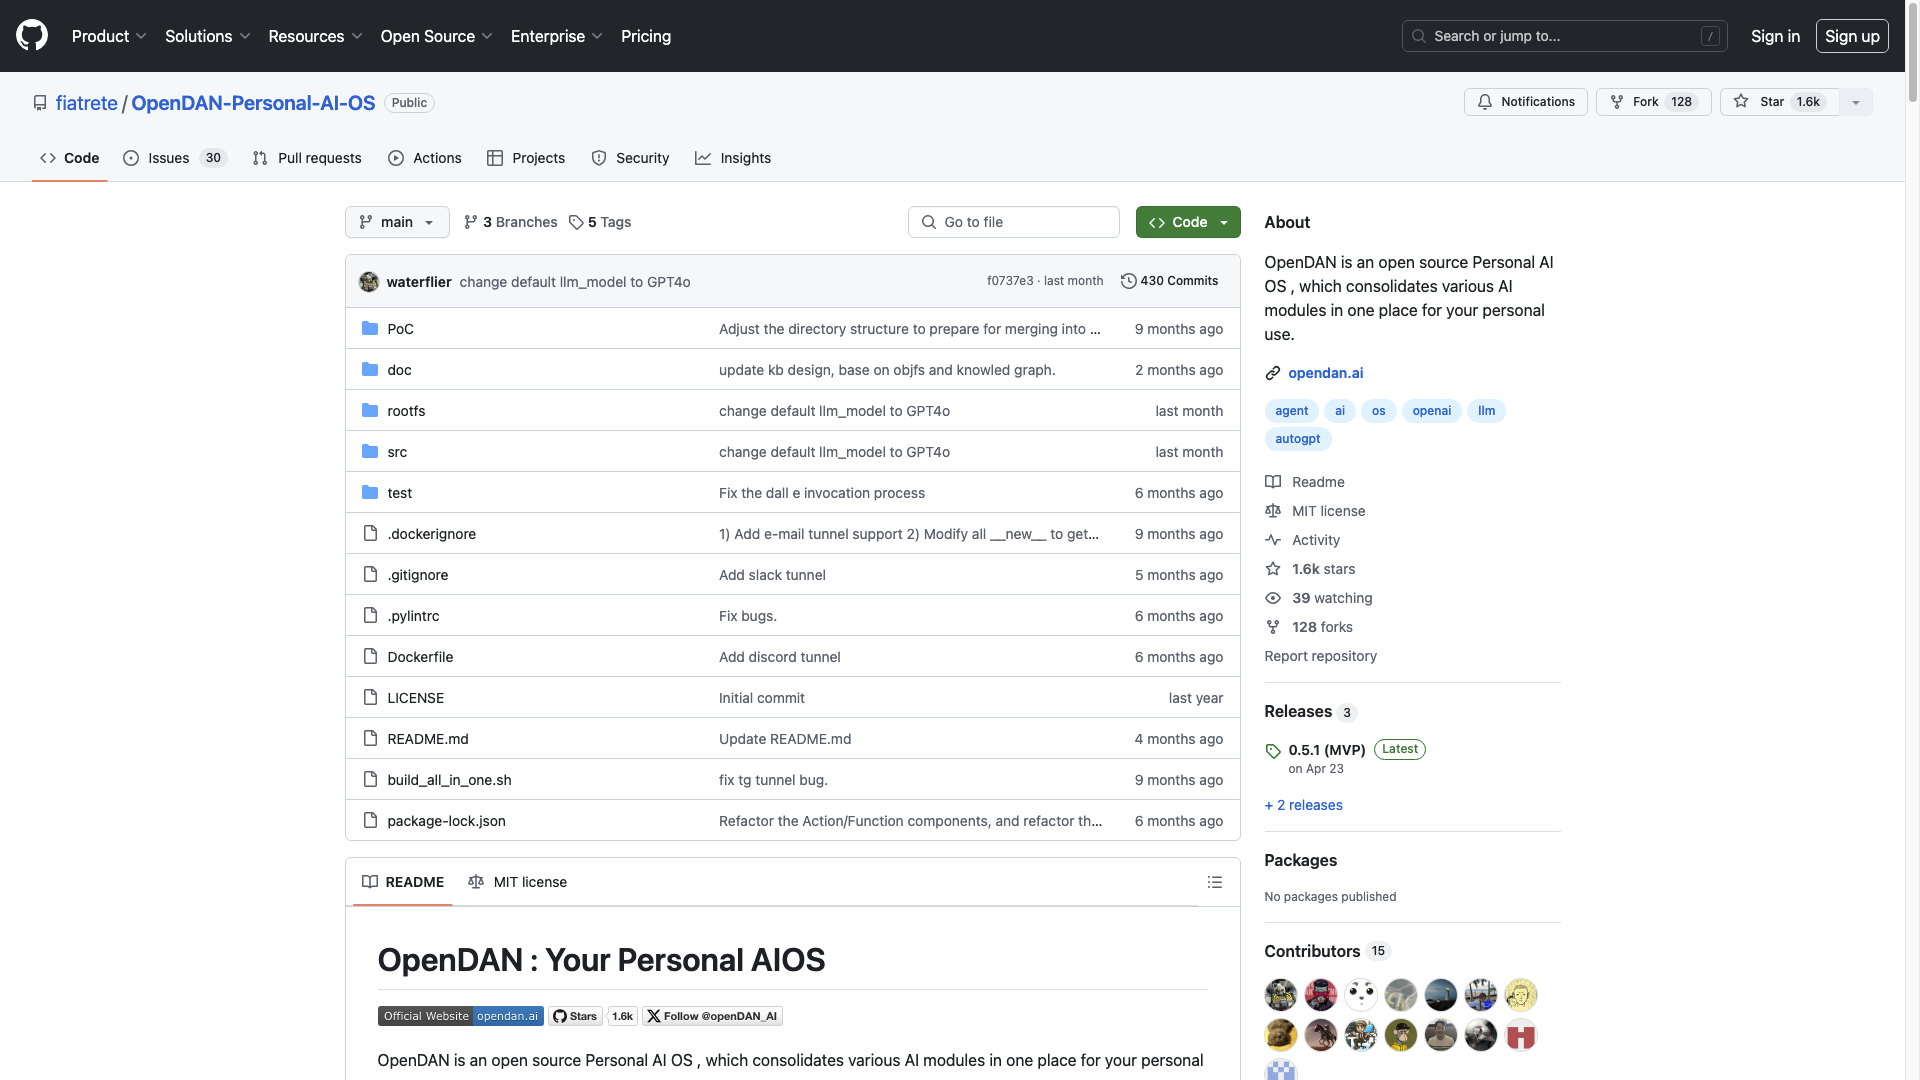 Product Solutions Resources Open Source Enterprise Pricing Search or jump to... / Sign in Sign up
fiatrete / OpenDAN-Personal-AI-OS Public Notifications Fork 128 Star 1.6k
Code Issues 30 Pull requests Actions Projects Security Insights
main 3 Branches 5 Tags Go to file Code
waterflier change default llm_model to GPT4o f0737e3 · last month 430 Commits
PoC Adjust the directory structure to prepare for merging into ... 9 months ago
doc update kb design, base on objfs and knowled graph. 2 months ago
rootfs change default llm_model to GPT4o last month
src change default llm_model to GPT4o last month
test Fix the dall e invocation process 6 months ago
.dockerignore 1) Add e-mail tunnel support 2) Modify all __new__ to get... 9 months ago
.gitignore Add slack tunnel 5 months ago
.pylintrc Fix bugs. 6 months ago
Dockerfile Add discord tunnel 6 months ago
LICENSE Initial commit last year
README.md Update README.md 4 months ago
build_all_in_one.sh fix tg tunnel bug. 9 months ago
package-lock.json Refactor the Action/Function components, and refactor th... 6 months ago
README MIT license
OpenDAN : Your Personal AIOS
Official Website opendan.ai Stars 1.6k Follow @openDAN_AI
OpenDAN is an open source Personal AI OS , which consolidates various AI modules in one place for your personal
About
OpenDAN is an open source Personal AI
OS , which consolidates various AI
modules in one place for your personal
use.
opendan.ai
agent ai os openai llm
autogpt
Readme
MIT license
Activity
1.6k stars
39 watching
128 forks
Report repository
Releases 3
0.5.1 (MVP) Latest
on Apr 23
+ 2 releases
Packages
No packages published
Contributors 15